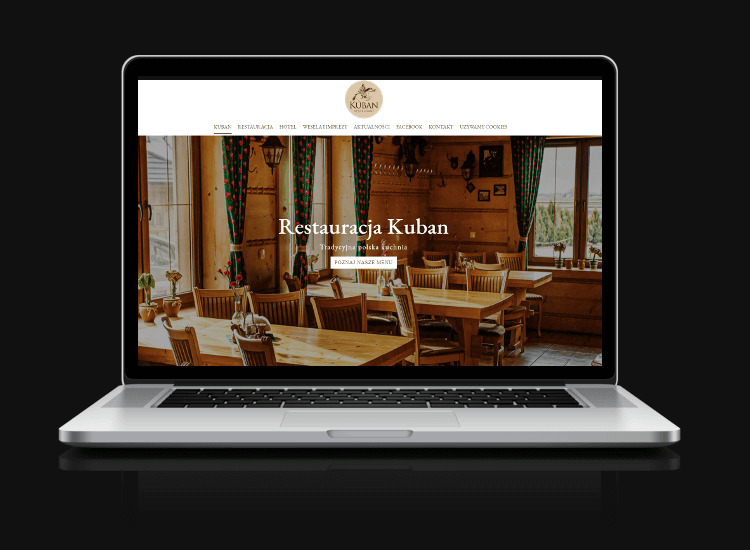 KUBAN
KUBAN RESTAURACJA HOTEL WESELA I IMPREZY AKTUALNOŚCI FACEBOOK KONTAKT UŻYWAMY COOKIES
Restauracja Kuban
Tradycyjna polska kuchnia
POZNAJ NASZE MENU